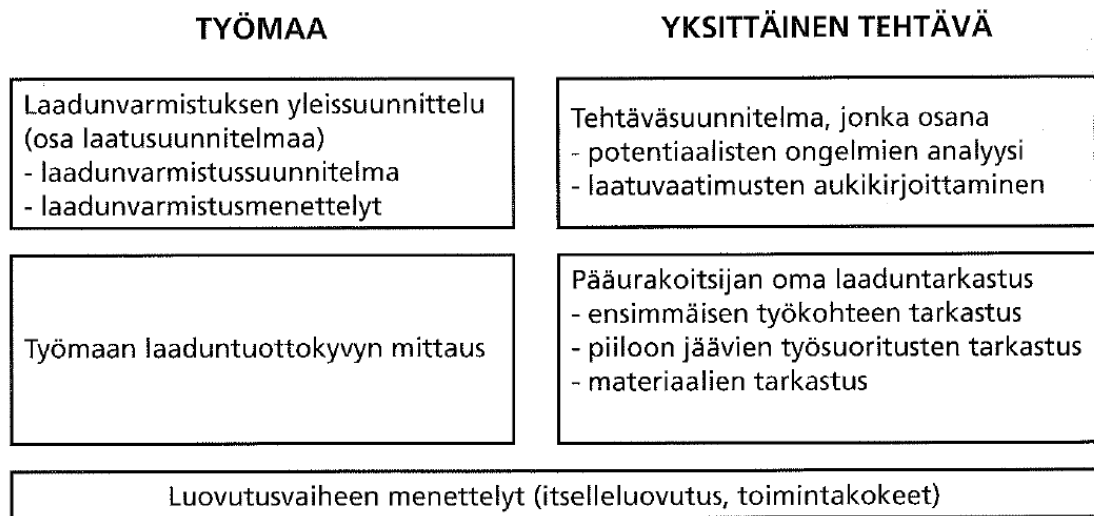 TYÖMAA
YKSITTÄINEN TEHTÄVÄ
Laadunvarmistuksen yleissuunnittelu
(osa laatusuunnitelmaa)
- laadunvarmistussuunnitelma
- laadunvarmistusmenettelyt
Tehtäväsuunnitelma, jonka osana
- potentiaalisten ongelmien analyysi
- laatuvaatimusten aukikirjoittaminen
Työmaan laaduntuottokyvyn mittaus
Pääurakoitsijan oma laaduntarkastus
- ensimmäisen työkohteen tarkastus
- piiloon jäävien työsuoritusten tarkastus
- materiaalien tarkastus
Luovutusvaiheen menettelyt (itselleluovutus, toimintakokeet)